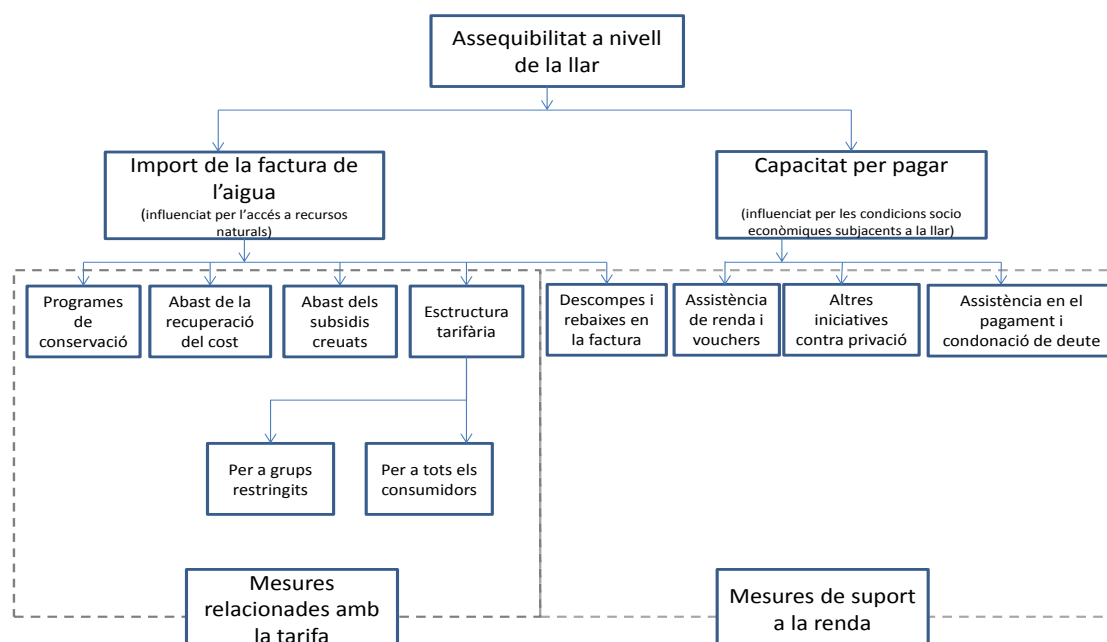 Assequibilitat a nivell
de la llar
Import de la factura de
l’aigua
(influenciat per l’accés a recursos
naturals)
Capacitat per pagar
(influenciat per les condicions socio
econòmiques subjacents a la llar)
Programes
de
conservació
Abast de la
recuperació
del cost
Abast dels
subsidis
creuats
Esctructura
tarifària
Descompes i
rebaixes en
la factura
Assistència
de renda i
vouchers
Altres
iniciatives
contra privació
Assistència en el
pagament i
condonació de deute
Per a grups
restringits
Per a tots els
consumidors
Mesures
relacionades amb
la tarifa
Mesures de suport
a la renda